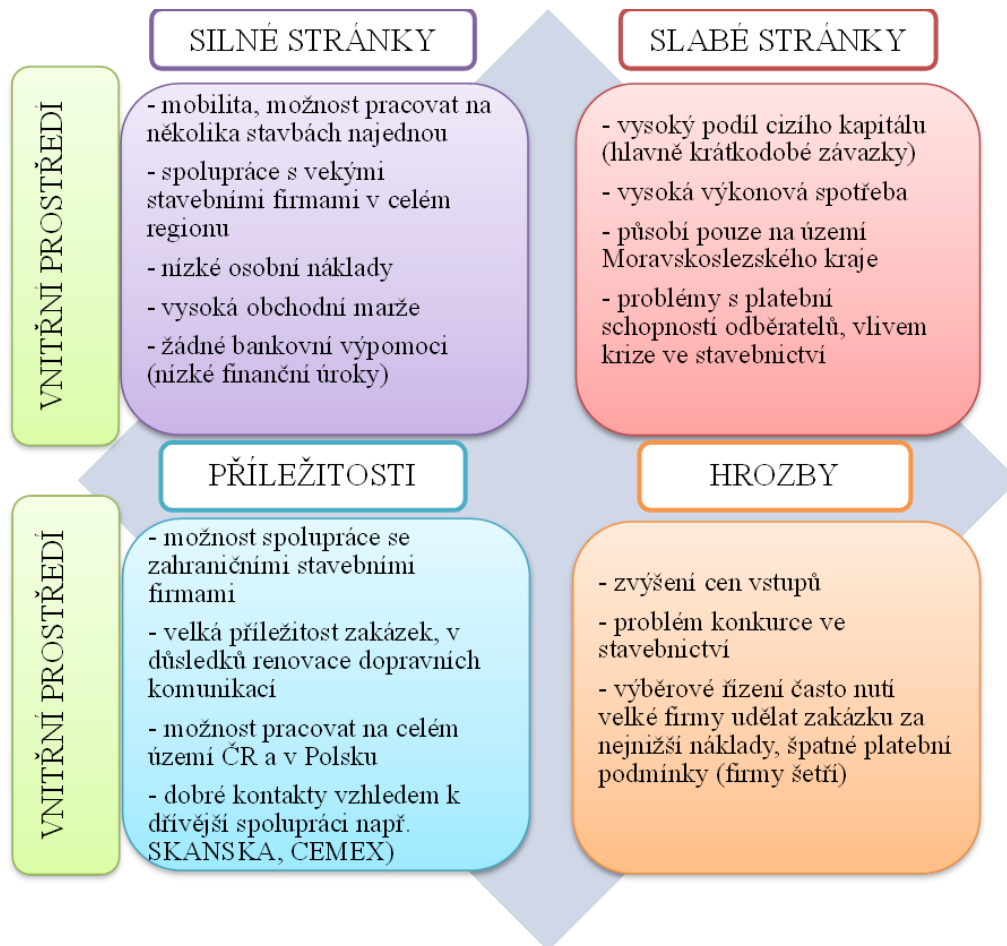 SILNÉ STRÁNKY
SLABÉ STRÁNKY
VNITŘNÍ PROSTŘEDÍ
- mobilita, možnost pracovat na
několika stavbách najednou
- spolupráce s vekými
stavebními firmami v celém
regionu
- nízké osobní náklady
- vysoká obchodní marže
- žádné bankovní výpomoci
(nízké finanční úroky)
- vysoký podíl cizího kapitálu
(hlavně krátkodobé závazky)
- vysoká výkonová spotřeba
- působí pouze na území
Moravskoslezského kraje
- problémy s platební
schopností odběratelů, vlivem
krize ve stavebnictví
PŘÍLEŽITOSTI
HROZBY
VNITŘNÍ PROSTŘEDÍ
- možnost spolupráce se
zahraničními stavebními
firmami
- velká příležitost zakázek, v
důsledků renovace dopravních
komunikací
- možnost pracovat na celém
území ČR a v Polsku
- dobré kontakty vzhledem k
dřívější spolupráci např.
SKANSKA, CEMEX)
- zvýšení cen vstupů
- problém konkurce ve
stavebnictví
- výběrové řízení často nutí
velké firmy udělat zakázku za
nejnižší náklady, špatné platební
podmínky (firmy šetří)